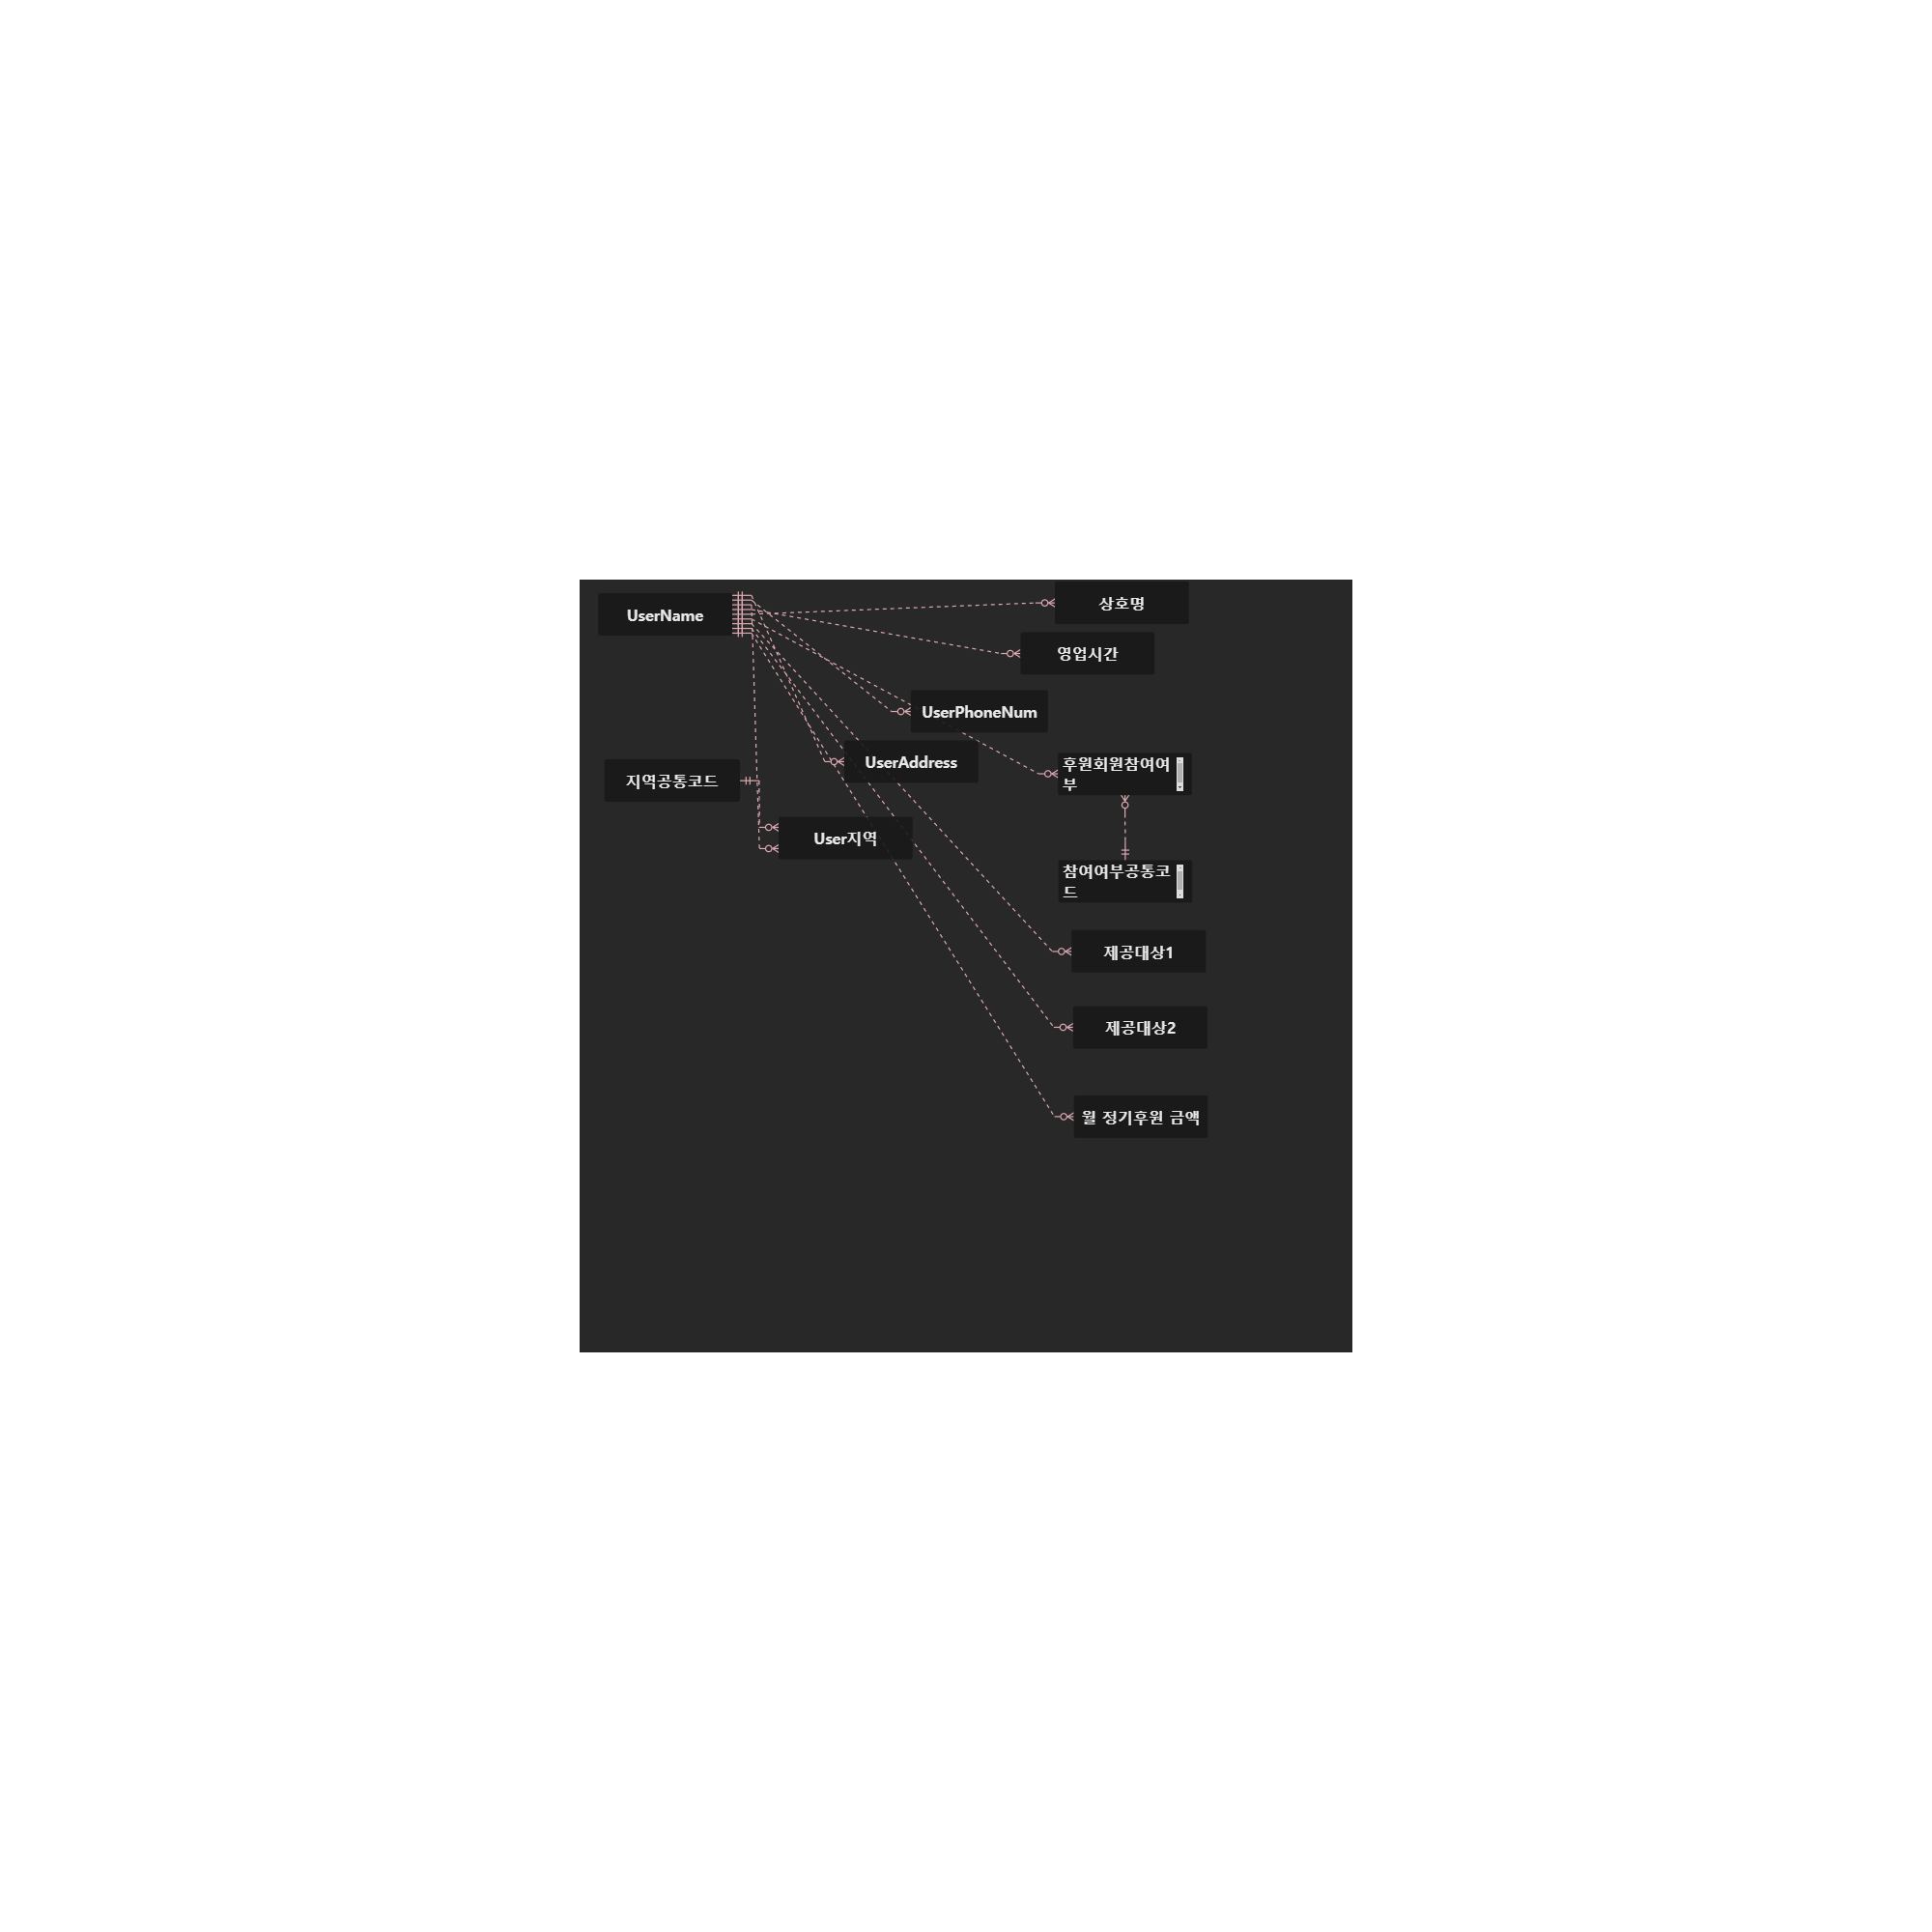 UserName
상호명
영업시간
UserPhoneNum
UserAddress
후원회원참여여
부
지역공통코드
User지역
참여여부공통코
드
제공대상1
제공대상2
월 정기후원 금액